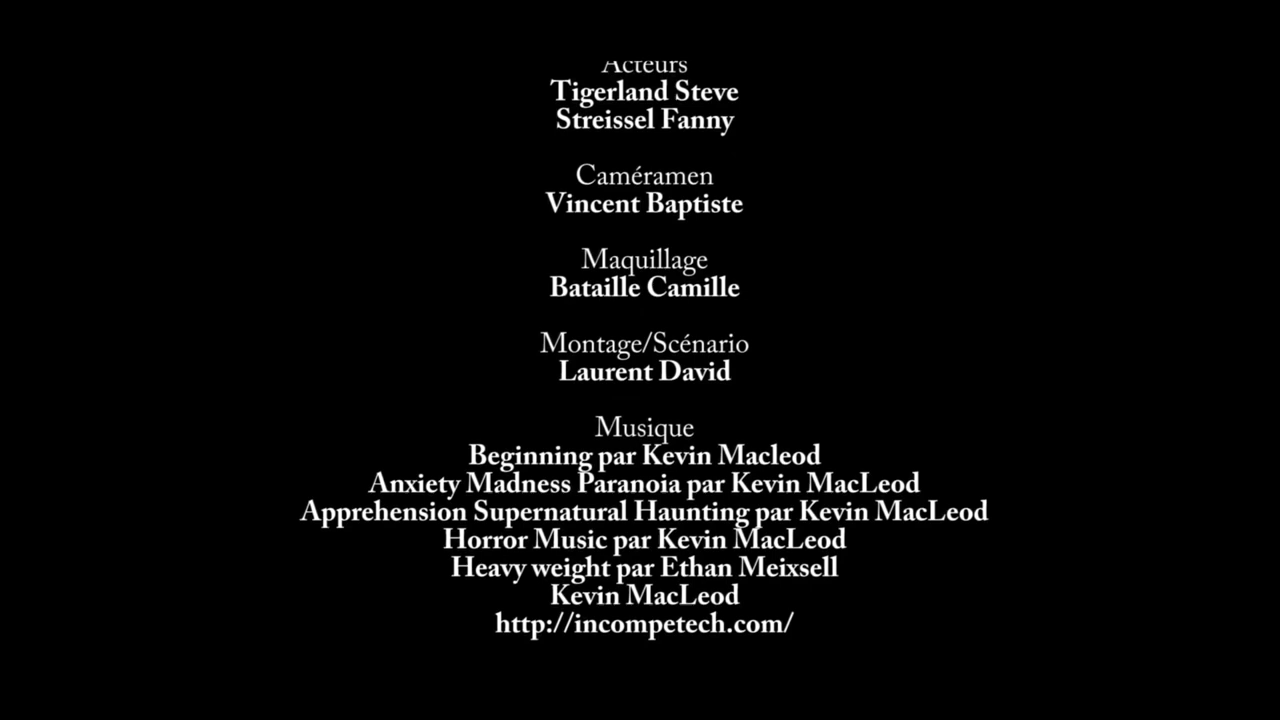 Acteurs
Tigerland Steve
Streissel Fanny
Caméramen
Vincent Baptiste
Maquillage
Bataille Camille
Montage/Scénario
Laurent David
Musique
Beginning par Kevin Macleod
Anxiety Madness Paranoia par Kevin MacLeod
Apprehension Supernatural Haunting par Kevin MacLeod
Horror Music par Kevin MacLeod
Heavy weight par Ethan Meixsell
Kevin MacLeod
http://incompetech.com/